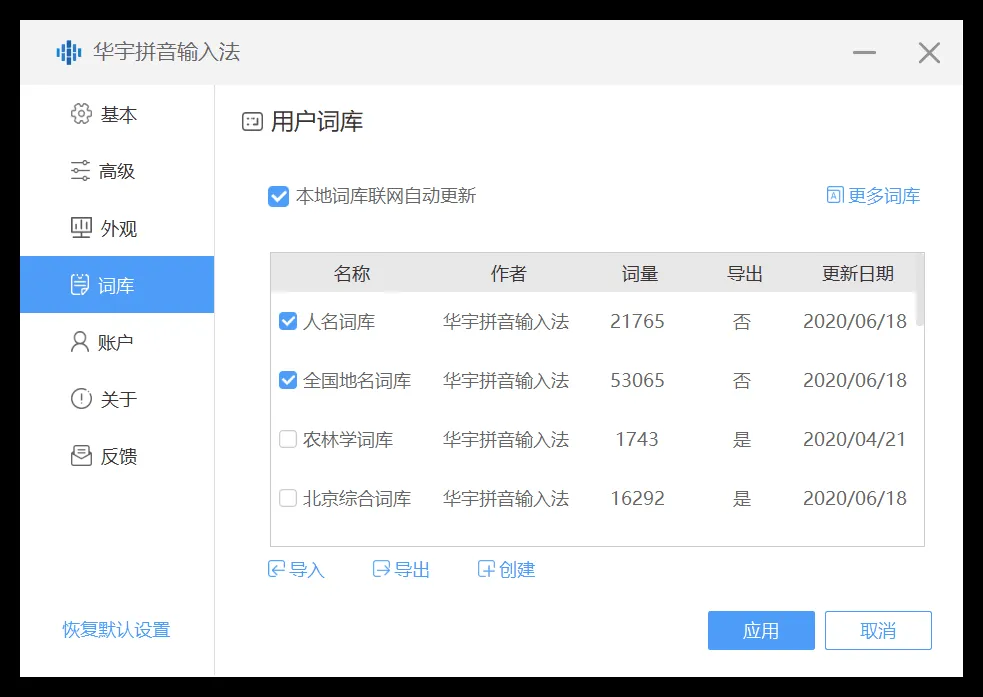 华宇拼音输入法
基本
高级
外观
词库
账户
关于
反馈
恢复默认设置
用户词库
本地词库联网自动更新 更多词库
名称 作者 词量 导出 更新日期
人名词库 华宇拼音输入法 21765 否 2020/06/18
全国地名词库 华宇拼音输入法 53065 否 2020/06/18
农林学词库 华宇拼音输入法 1743 是 2020/04/21
北京综合词库 华宇拼音输入法 16292 是 2020/06/18
导入 导出 创建
应用 取消